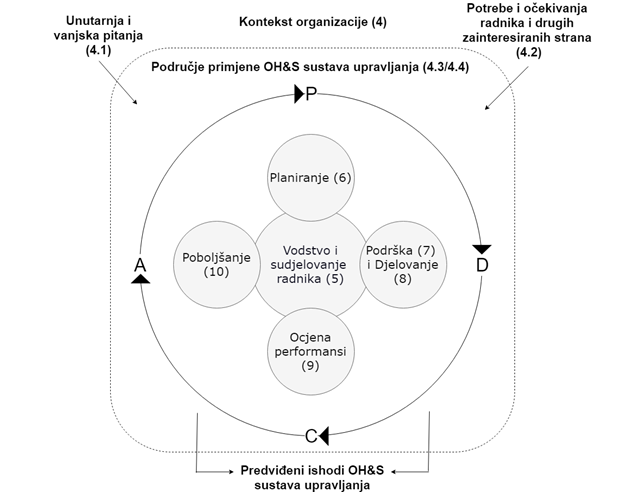 Unutarnja i
vanjska pitanja
(4.1)
Kontekst organizacije (4)
Potrebe i očekivanja
radnika i drugih
zainteresiranih strana
(4.2)
Područje primjene OH&S sustava upravljanja (4.3/4.4)
P
Planiranje (6)
A
Poboljšanje
(10)
Vodstvo i
sudjelovanje
radnika (5)
Podrška (7)
i Djelovanje
(8)
D
Ocjena
performansi
(9)
C
Predviđeni ishodi OH&S
sustava upravljanja